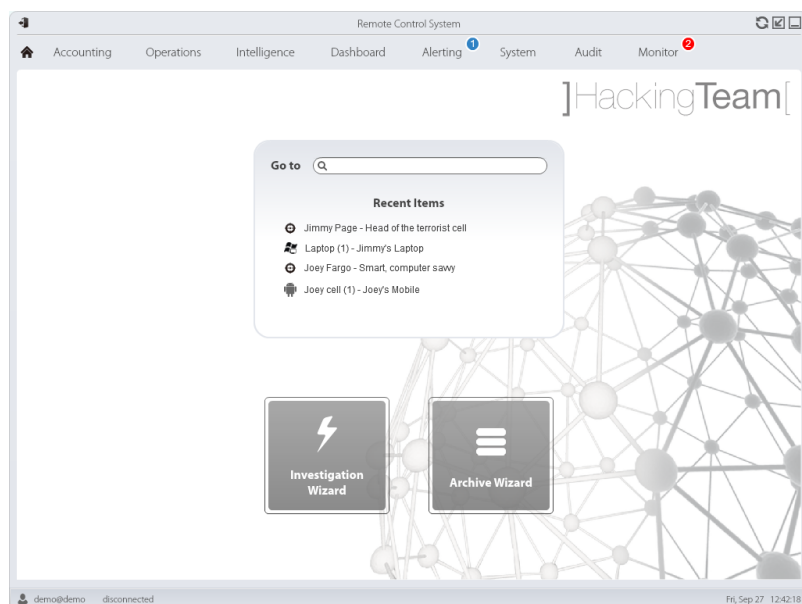 Remote Control System
Accounting Operations Intelligence Dashboard Alerting 1 System Audit Monitor 2
]HackingTeam[
Go to
Recent Items
Jimmy Page - Head of the terrorist cell
Laptop (1) - Jimmy's Laptop
Joey Fargo - Smart, computer savvy
Joey cell (1) - Joey's Mobile
Investigation
Wizard
Archive Wizard
demo@demo disconnected Fri, Sep 27 12:42:18